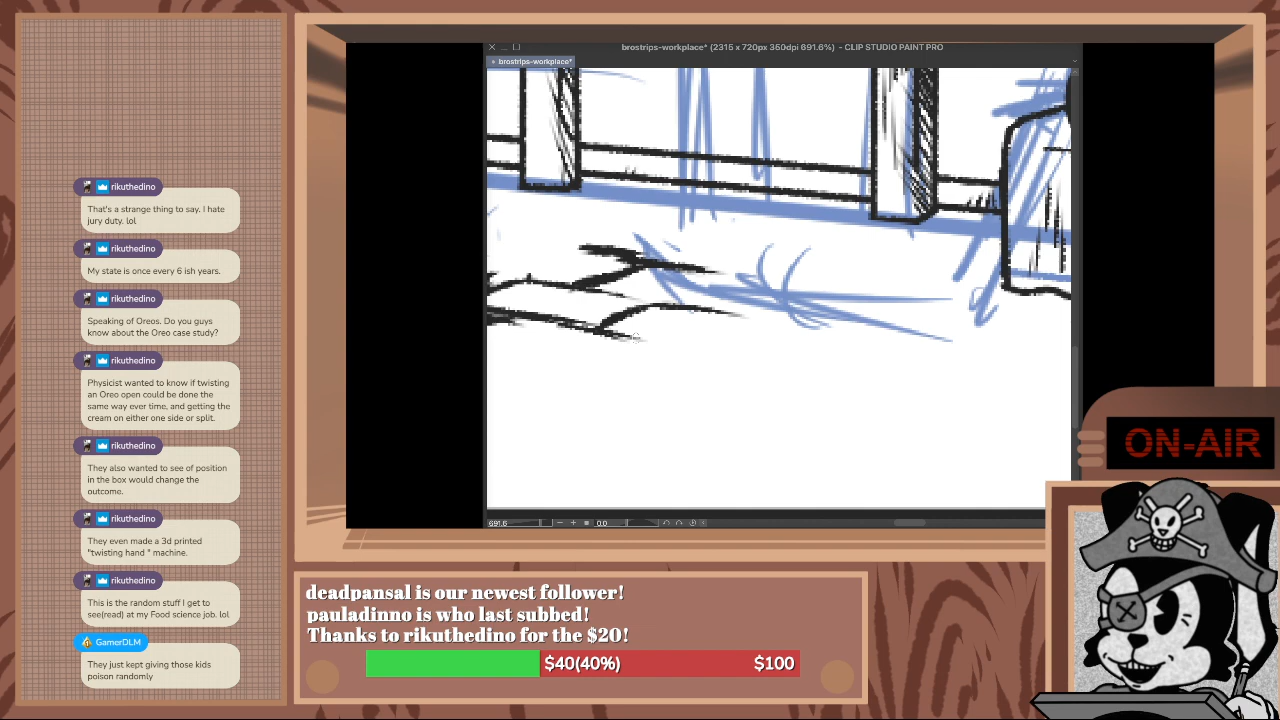 rikuthedino
That's a strange thing to say. I hate
jury duty. lol
rikuthedino
My state is once every 6 ish years.
rikuthedino
Speaking of Oreos. Do you guys
know about the Oreo case study?
rikuthedino
Physicist wanted to know if twisting
an Oreo open could be done the
same way ever time, and getting the
cream on either one side or split.
rikuthedino
They also wanted to see of position
in the box would change the
outcome.
rikuthedino
They even made a 3d printed
"twisting hand " machine.
rikuthedino
This is the random stuff I get to
see(read) at my Food science job. lol
GamerDLM
They just kept giving those kids
poison randomly
brostrips-workplace* (2315 x 720px 350dpi 691.6%) - CLIP STUDIO PAINT PRO
brostrips-workplace*
691.6
0.0
ON-AIR
deadpansal is our newest follower!
pauladinno is who last subbed!
Thanks to rikuthedino for the $20!
$40(40%)
$100